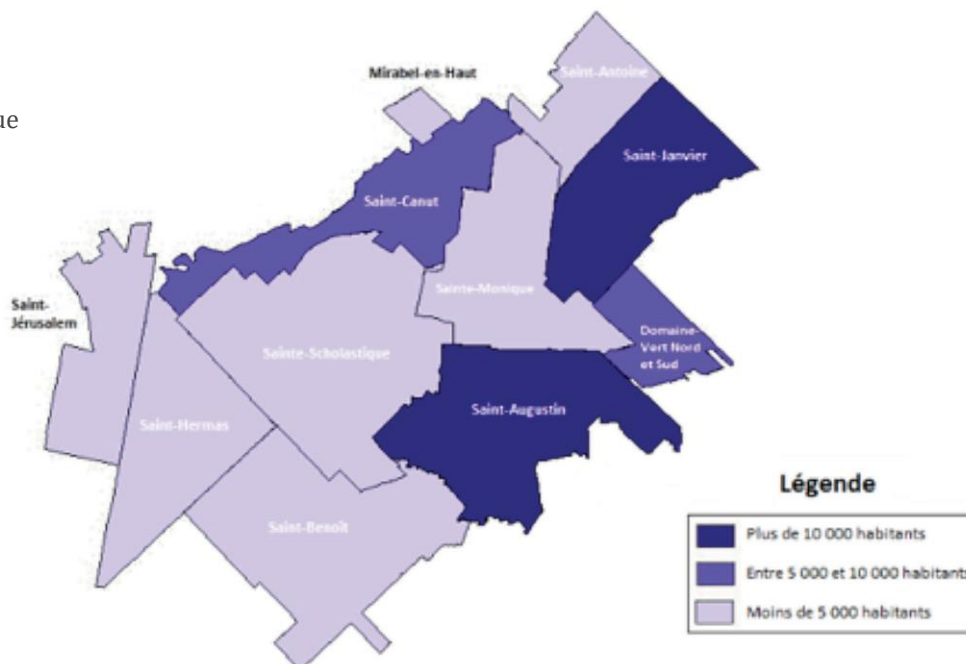 ue
Mirabel-en-Haut
Saint-Antoine
Saint-Janvier
Saint-Canut
Sainte-Monique
Saint-
Jérusalem
Domaine-
Vert Nord
et Sud
Sainte-Scholastique
Saint-Augustin
Saint-Hermas
Saint-Benoît
Légende
Plus de 10 000 habitants
Entre 5 000 et 10 000 habitants
Moins de 5 000 habitants